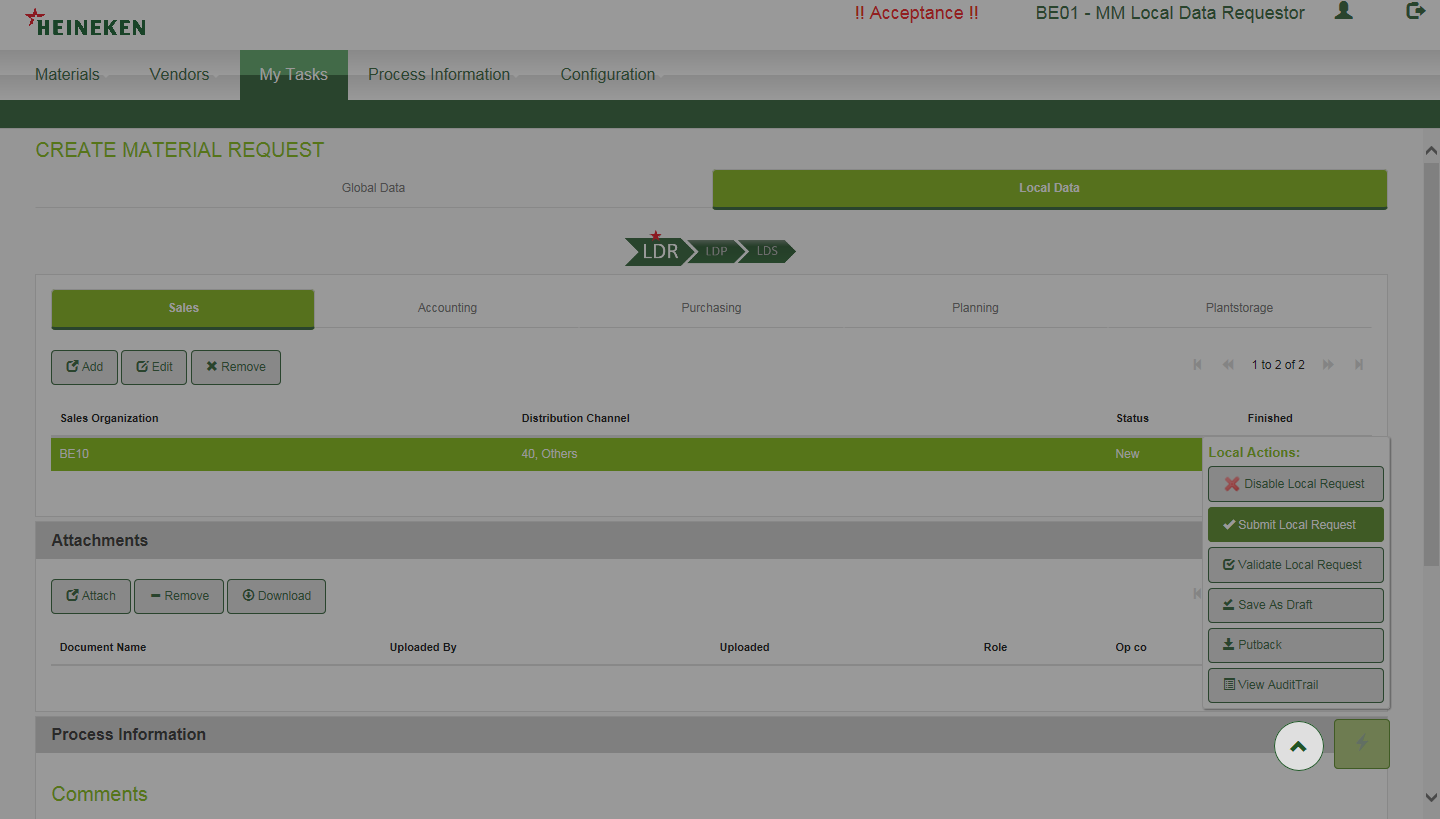 HEINEKEN
!! Acceptance !! BE01 - MM Local Data Requestor
Materials Vendors My Tasks Process Information Configuration
CREATE MATERIAL REQUEST
Global Data Local Data
LDR LDP LDS
Sales Accounting Purchasing Planning Plantstorage
Add Edit Remove 1 to 2 of 2
Sales Organization Distribution Channel Status Finished
BE10 40, Others New
Local Actions:
Disable Local Request
Submit Local Request
Validate Local Request
Save As Draft
Putback
View AuditTrail
Attachments
Attach Remove Download
Document Name Uploaded By Uploaded Role Op co
Process Information
Comments